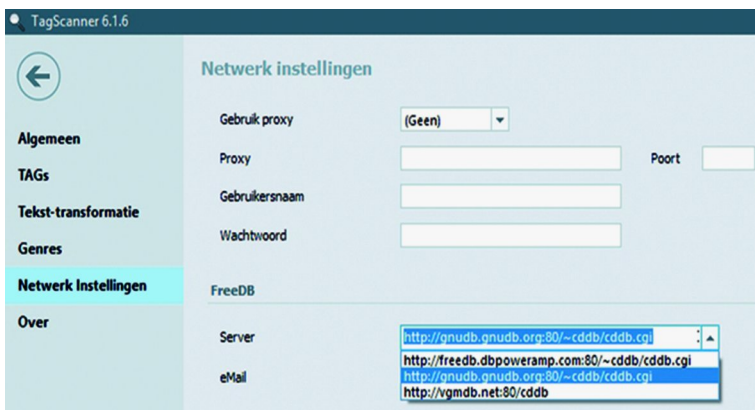 TagScanner 6.1.6
Netwerk instellingen
Algemeen
TAGs
Tekst-transformatie
Genres
Netwerk Instellingen
Over
Gebruik proxy (Geen)
Proxy Poort
Gebruikersnaam
Wachtwoord
FreeDB
Server http://gnudb.gnudb.org:80/~cddb/cddb.cgi
http://freedb.dbpoweramp.com:80/~cddb/cddb.cgi
http://gnudb.gnudb.org:80/~cddb/cddb.cgi
http://vgmdb.net:80/cddb
eMail